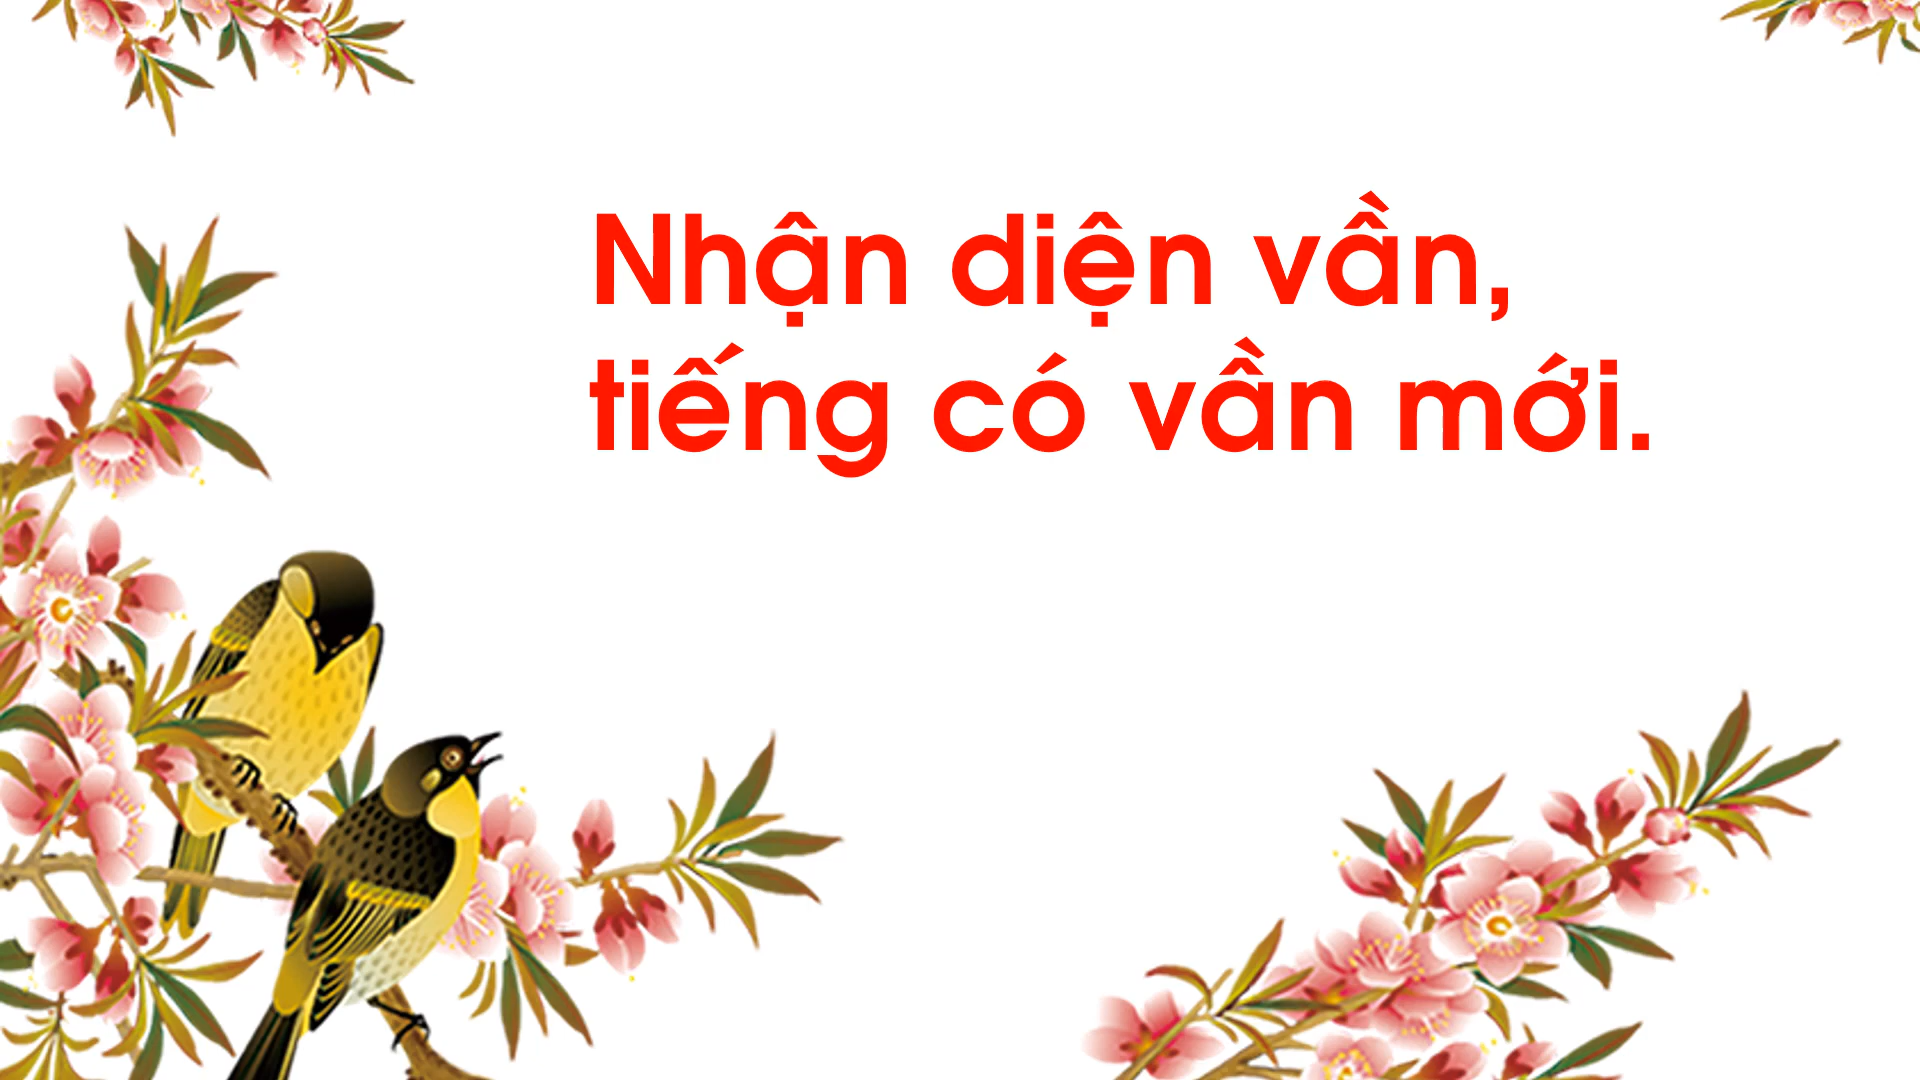 Nhận diện vần,
tiếng có vần mới.